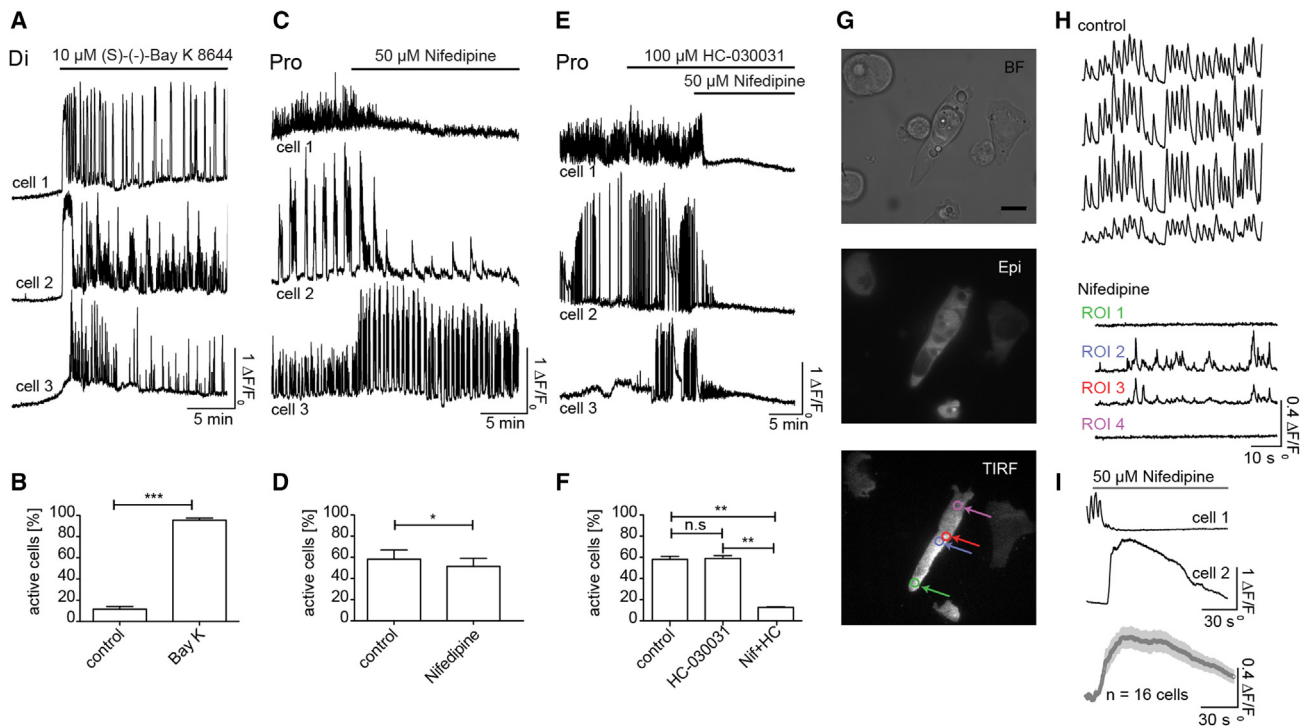 A
Di
10 µM (S)-(-)-Bay K 8644
cell 1
cell 2
cell 3
1 ΔF/F0
5 min
B
***
active cells [%]
100
80
60
40
20
0
control
Bay K
C
Pro
50 µM Nifedipine
cell 1
cell 2
cell 3
1 ΔF/F0
5 min
D
*
active cells [%]
100
80
60
40
20
0
control
Nifedipine
E
Pro
100 µM HC-030031
50 µM Nifedipine
cell 1
cell 2
cell 3
1 ΔF/F0
5 min
F
**
n.s
**
active cells [%]
100
80
60
40
20
0
control
HC-030031
Nif+HC
G
BF
Epi
TIRF
H
control
Nifedipine
ROI 1
ROI 2
ROI 3
ROI 4
0.4 ΔF/F0
10 s
I
50 µM Nifedipine
cell 1
cell 2
1 ΔF/F0
30 s
n = 16 cells
0.4 ΔF/F0
30 s